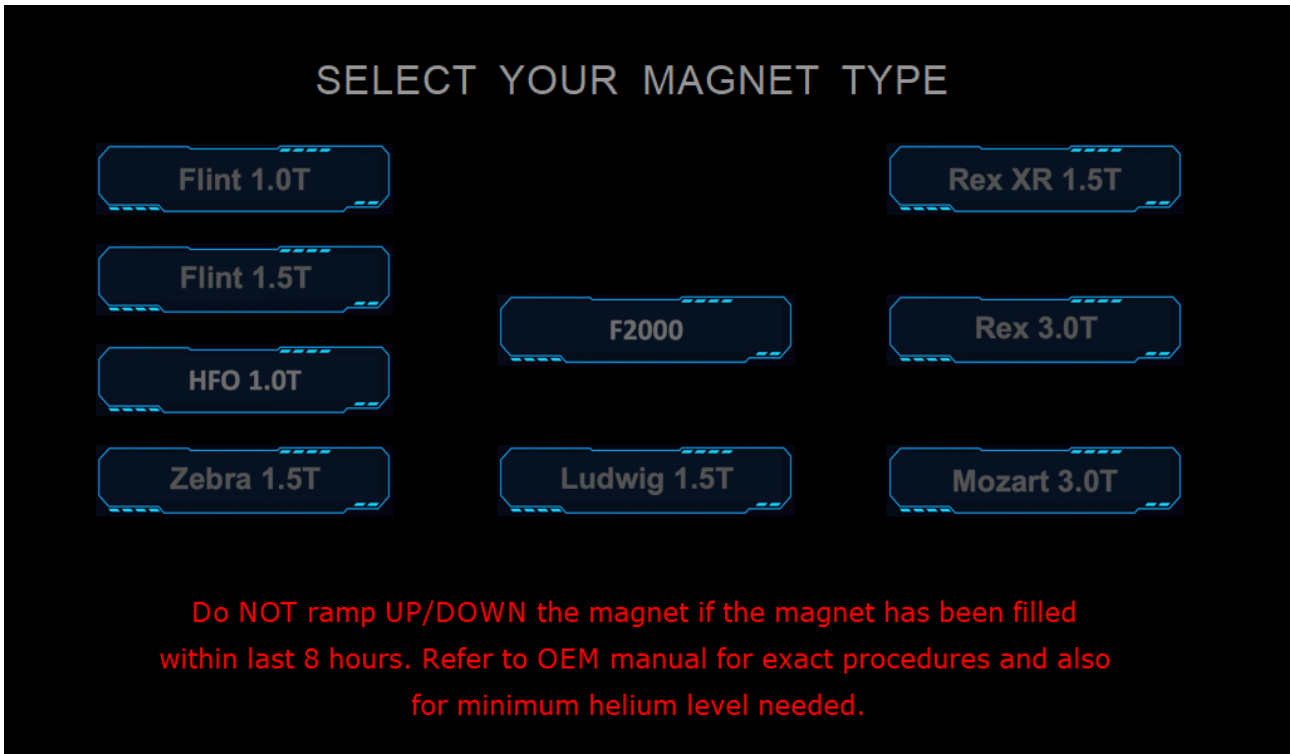 SELECT YOUR MAGNET TYPE
Flint 1.0T
Rex XR 1.5T
Flint 1.5T
F2000
Rex 3.0T
HFO 1.0T
Zebra 1.5T
Ludwig 1.5T
Mozart 3.0T
Do NOT ramp UP/DOWN the magnet if the magnet has been filled
within last 8 hours. Refer to OEM manual for exact procedures and also
for minimum helium level needed.